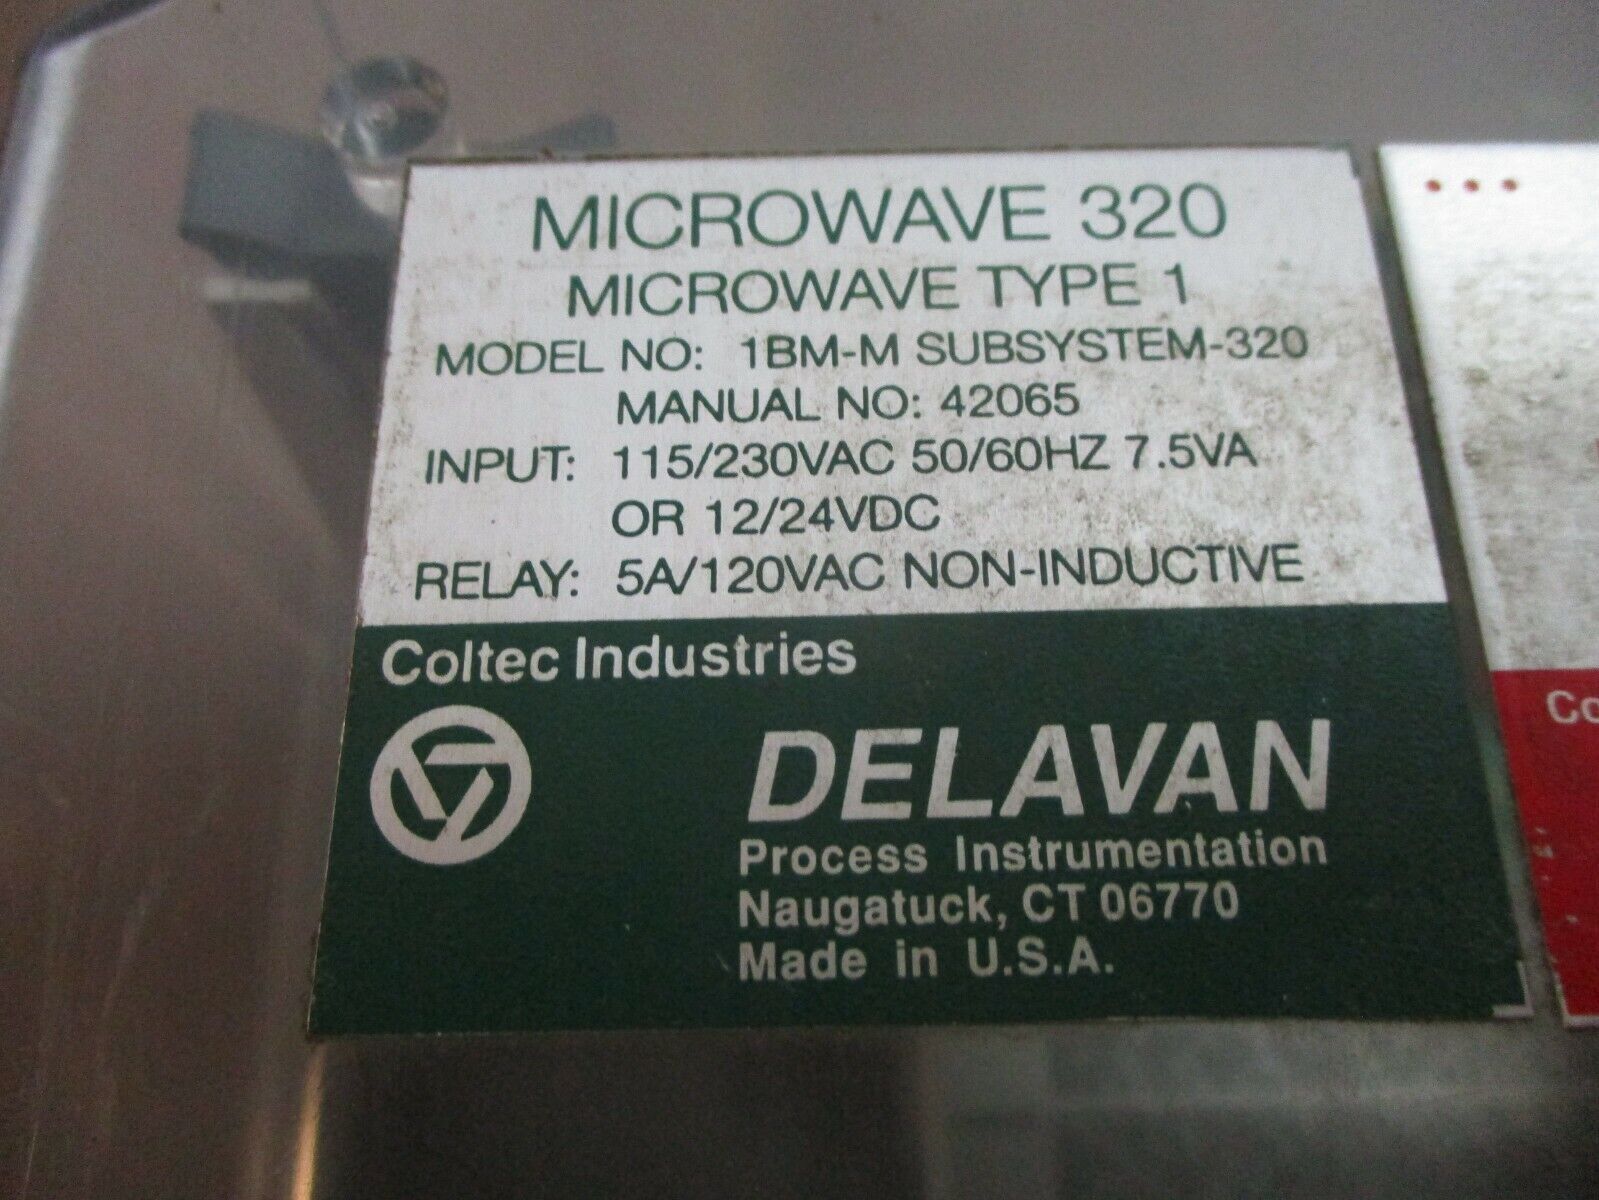 MICROWAVE 320
MICROWAVE TYPE 1
MODEL NO: 1BM-M SUBSYSTEM-320
MANUAL NO: 42065
INPUT: 115/230VAC 50/60HZ 7.5VA
OR 12/24VDC
RELAY: 5A/120VAC NON-INDUCTIVE
Coltec Industries
DELAVAN
Process Instrumentation
Naugatuck, CT 06770
Made in U.S.A.